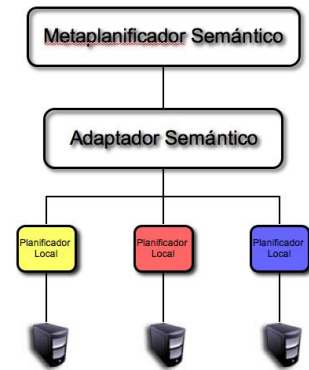 Metaplanificador Semántico
Adaptador Semántico
Planificador
Local
Planificador
Local
Planificador
Local